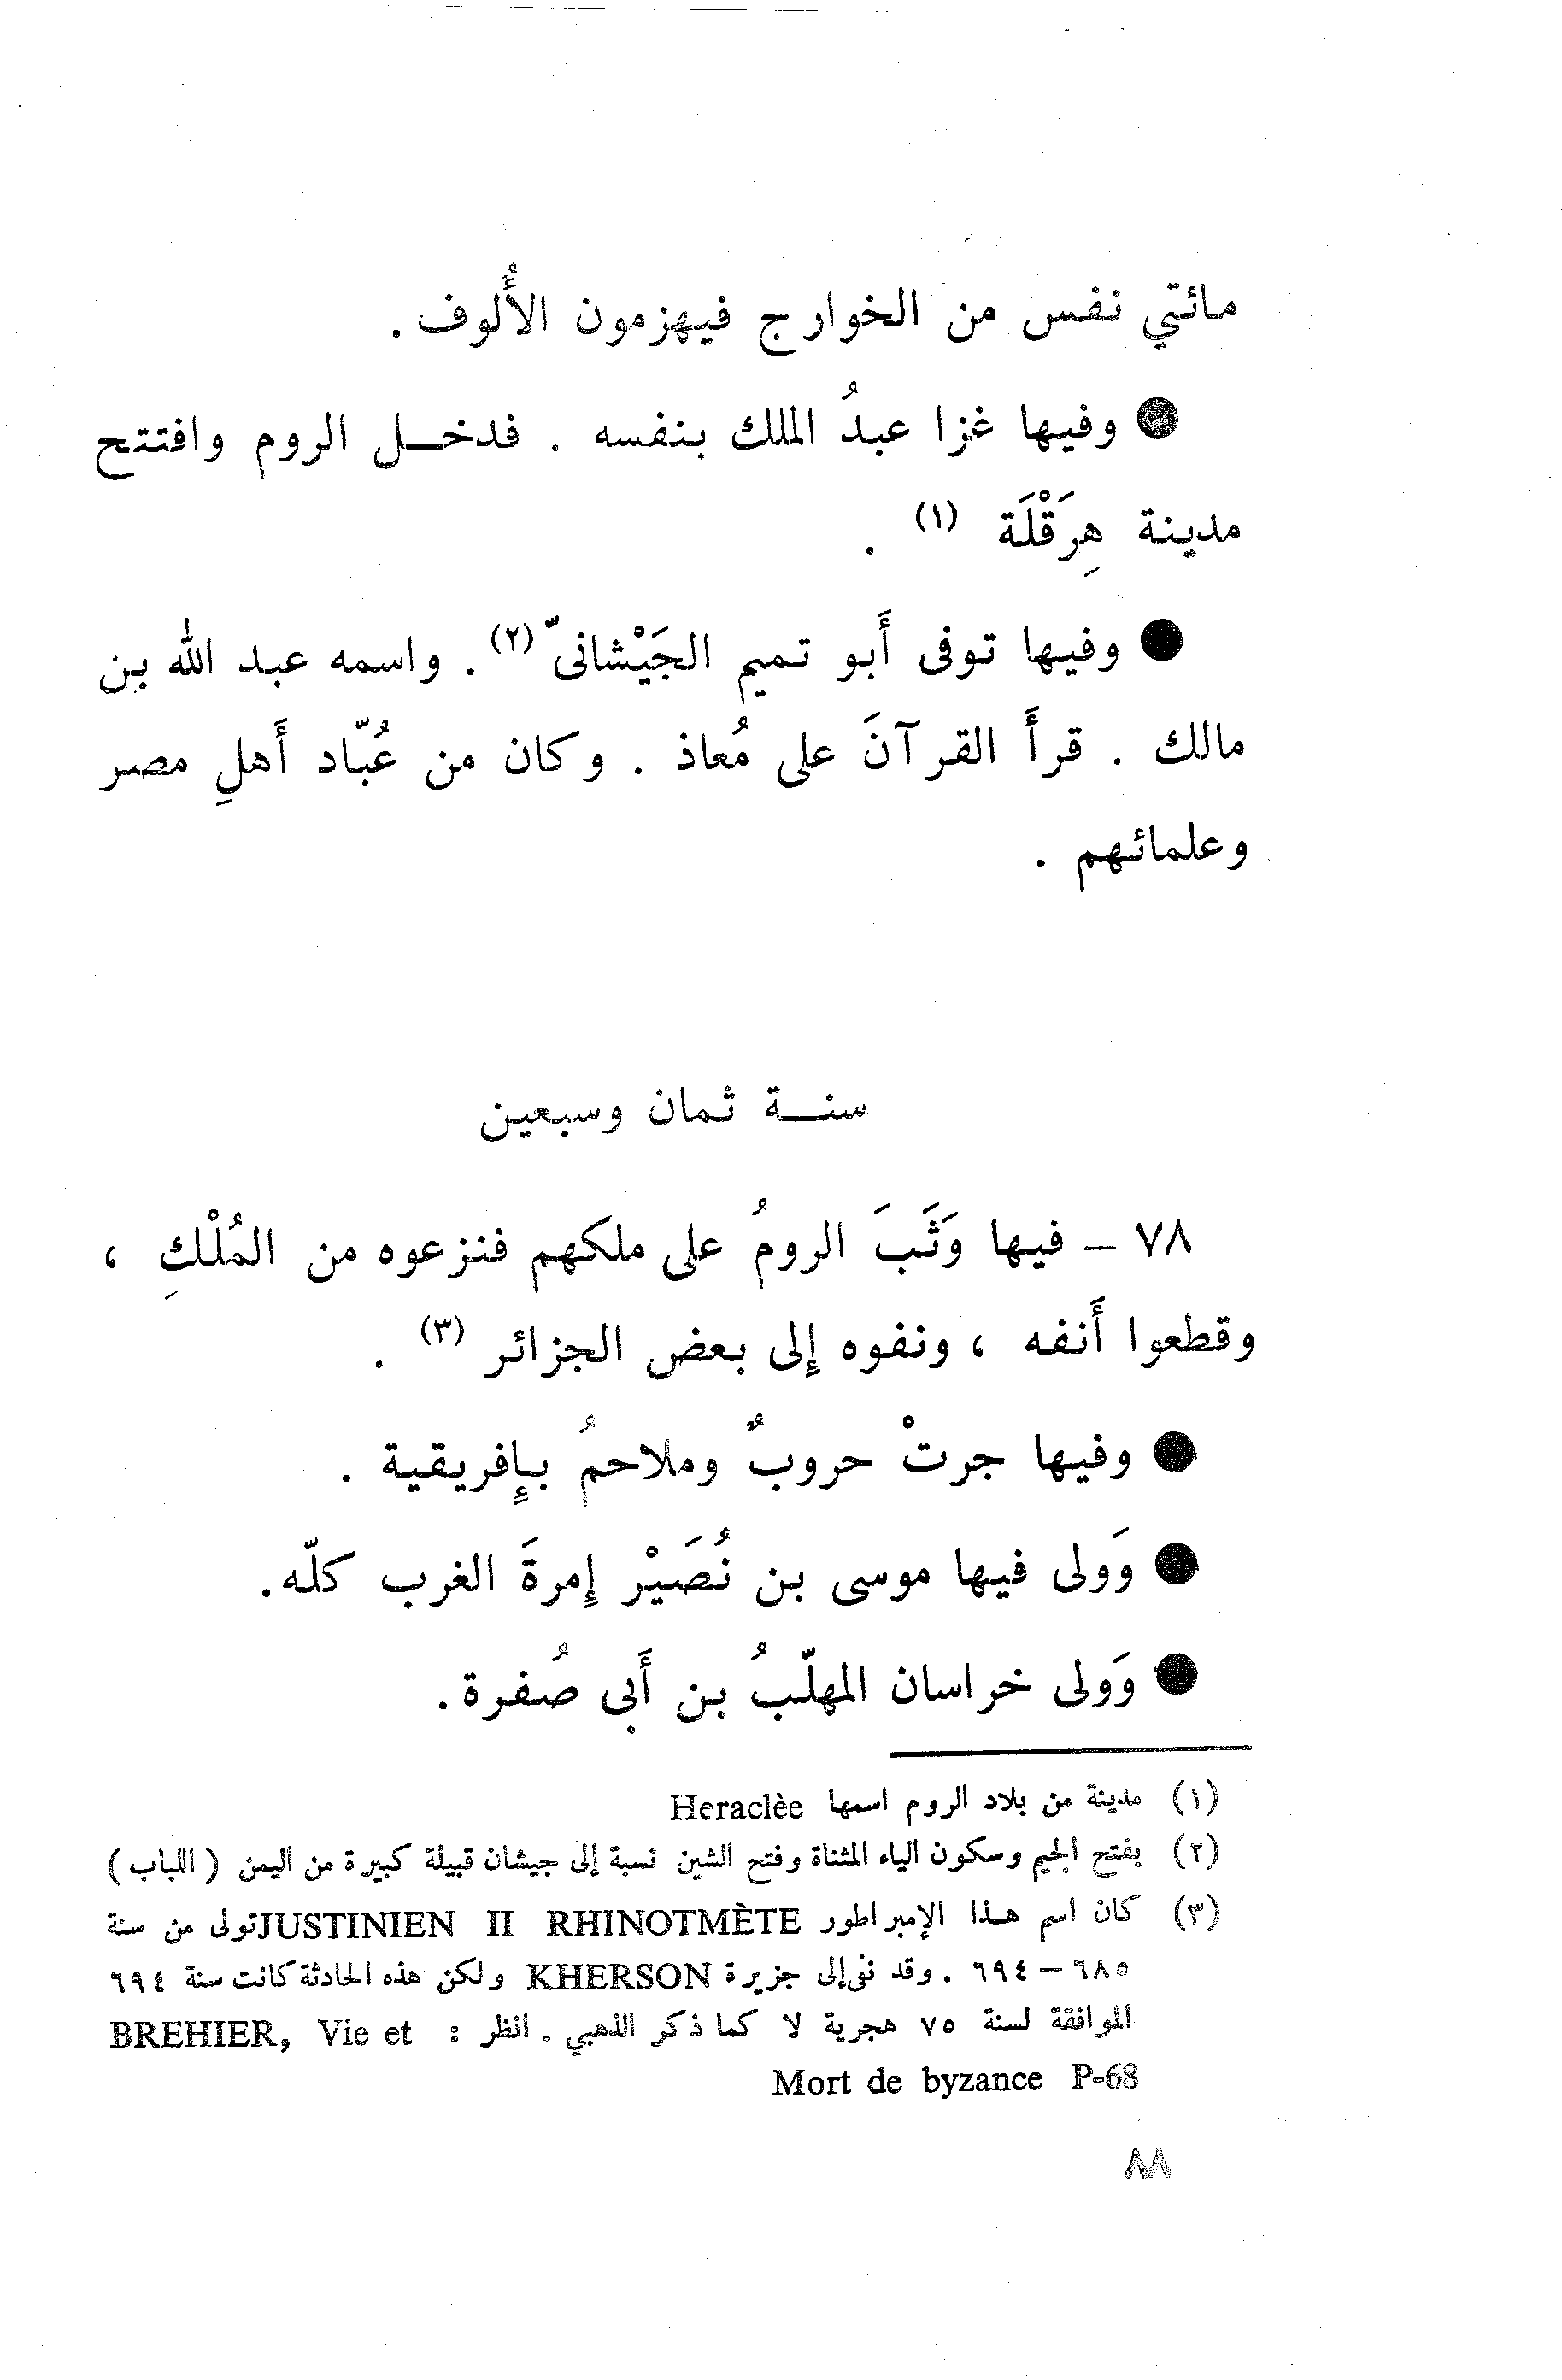 مائتي نفس من الخوارج فيهزمون الأُلوف.
● وفيها غزا عبدُ الملك بنفسه . فدخل الروم وافتتح
مدينة هِرَقْلَة (١) .
● وفيها توفى أَبو تميم الجَيْشانىّ (٢) . واسمه عبد الله بن
مالك . قرأَ القرآنَ على مُعاذ . وكان من عُبّاد أَهلِ مصر
وعلمائهم .
سنة ثمان وسبعين
٧٨ – فيها وَثَبَ الرومُ على ملكهم فنزعوه من المُلْكِ ،
وقطعوا أَنفه ، ونفوه إِلى بعض الجزائر (٣) .
● وفيها جرتْ حروبٌ وملاحمُ بإِفريقية .
● وَولى فيها موسى بن نُصَيْر إِمرةَ الغرب كلّه.
● وَولى خراسان المهلّبُ بن أَبى صُفرة.
(١) مدينة من بلاد الروم اسمها Heraclèe
(٢) بفتح الجيم وسكون الياء المثناة وفتح الشين نسبة إلى جيشان قبيلة كبيرة من اليمن ( اللباب )
(٣) كان اسم هذا الإمبراطور JUSTINIEN II RHINOTMÈTE تولى من سنة
٦٨٥ – ٦٩٤ . وقد نفى إلى جزيرة KHERSON ولكن هذه الحادثة كانت سنة ٦٩٤
الموافقة لسنة ٧٥ هجرية لا كما ذكر الذهبي . انظر : BREHIER, Vie et
Mort de byzance P-68
٨٨